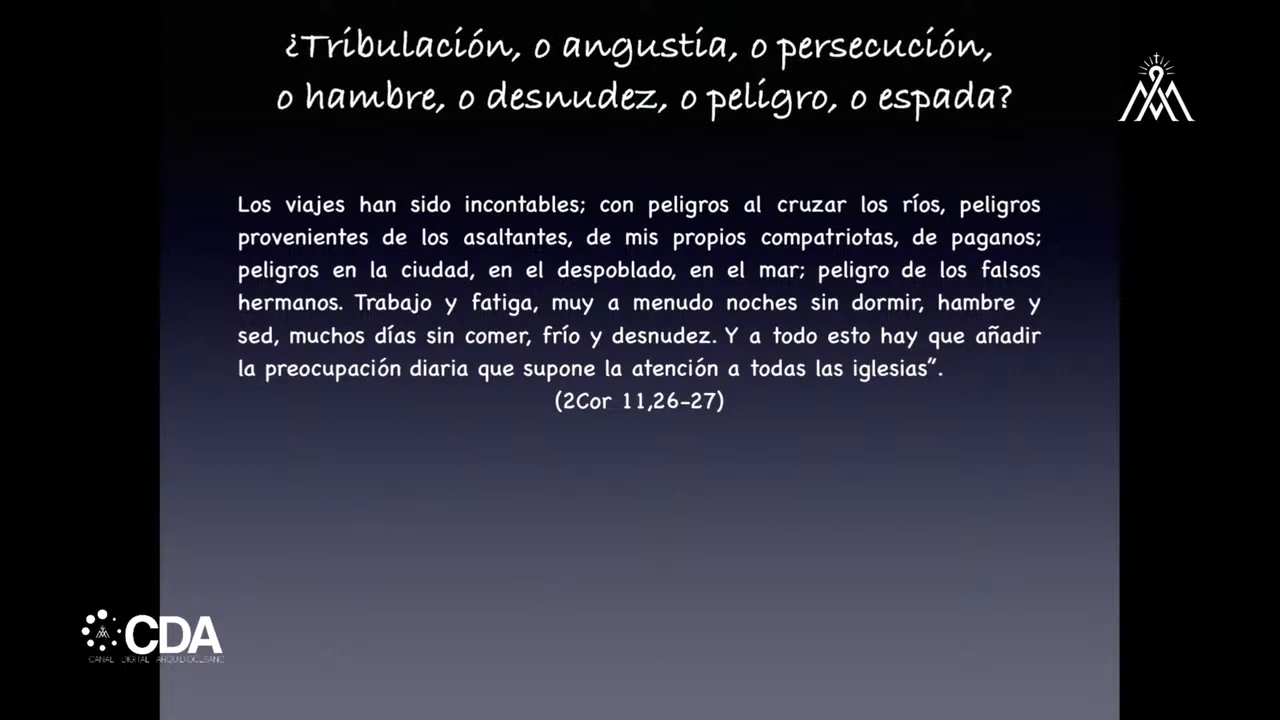 ¿Tribulación, o angustia, o persecución,
o hambre, o desnudez, o peligro, o espada?
Los viajes han sido incontables; con peligros al cruzar los ríos, peligros
provenientes de los asaltantes, de mis propios compatriotas, de paganos;
peligros en la ciudad, en el despoblado, en el mar; peligro de los falsos
hermanos. Trabajo y fatiga, muy a menudo noches sin dormir, hambre y
sed, muchos días sin comer, frío y desnudez. Y a todo esto hay que añadir
la preocupación diaria que supone la atención a todas las iglesias”.
(2Cor 11,26-27)
CDA
CANAL DIGITAL ARQUIDIOCESANO